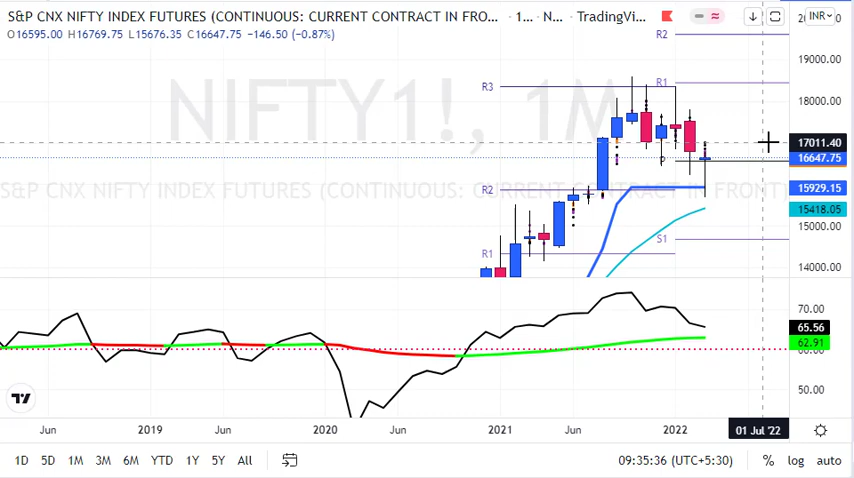 S&P CNX NIFTY INDEX FUTURES (CONTINUOUS: CURRENT CONTRACT IN FRO... · 1... · N... · TradingVi...
INR
O16595.00 H16769.75 L15676.35 C16647.75 −146.50 (−0.87%)
R2
19000.00
R3
R1
18000.00
NIFTY1!, 1M
17011.40
P
16647.75
S&P CNX NIFTY INDEX FUTURES (CONTINUOUS: CURRENT CONTRACT IN FRONT)
R2
15929.15
15418.05
15000.00
S1
R1
14000.00
70.00
65.56
62.91
60.00
50.00
Jun 2019 Jun 2020 Jun 2021 Jun 2022 01 Jul '22
1D 5D 1M 3M 6M YTD 1Y 5Y All 09:35:36 (UTC+5:30) % log auto